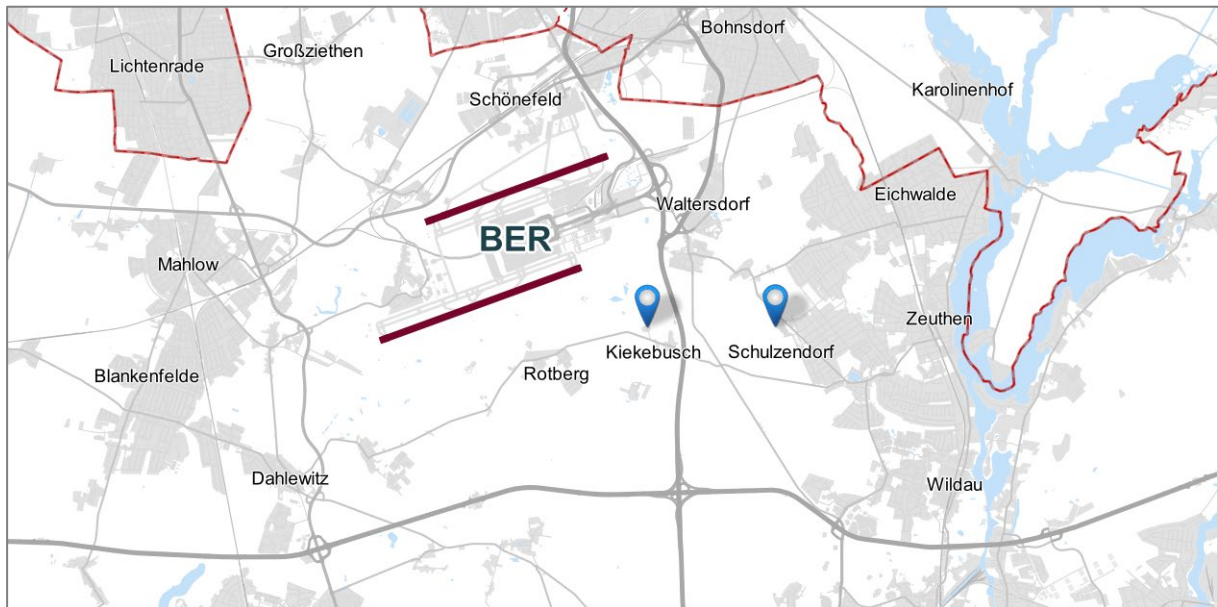 Bohnsdorf
Großziethen
Lichtenrade
Karolinenhof
Schönefeld
Eichwalde
Waltersdorf
BER
Mahlow
Zeuthen
Kiekebusch
Schulzendorf
Rotberg
Blankenfelde
Dahlewitz
Wildau